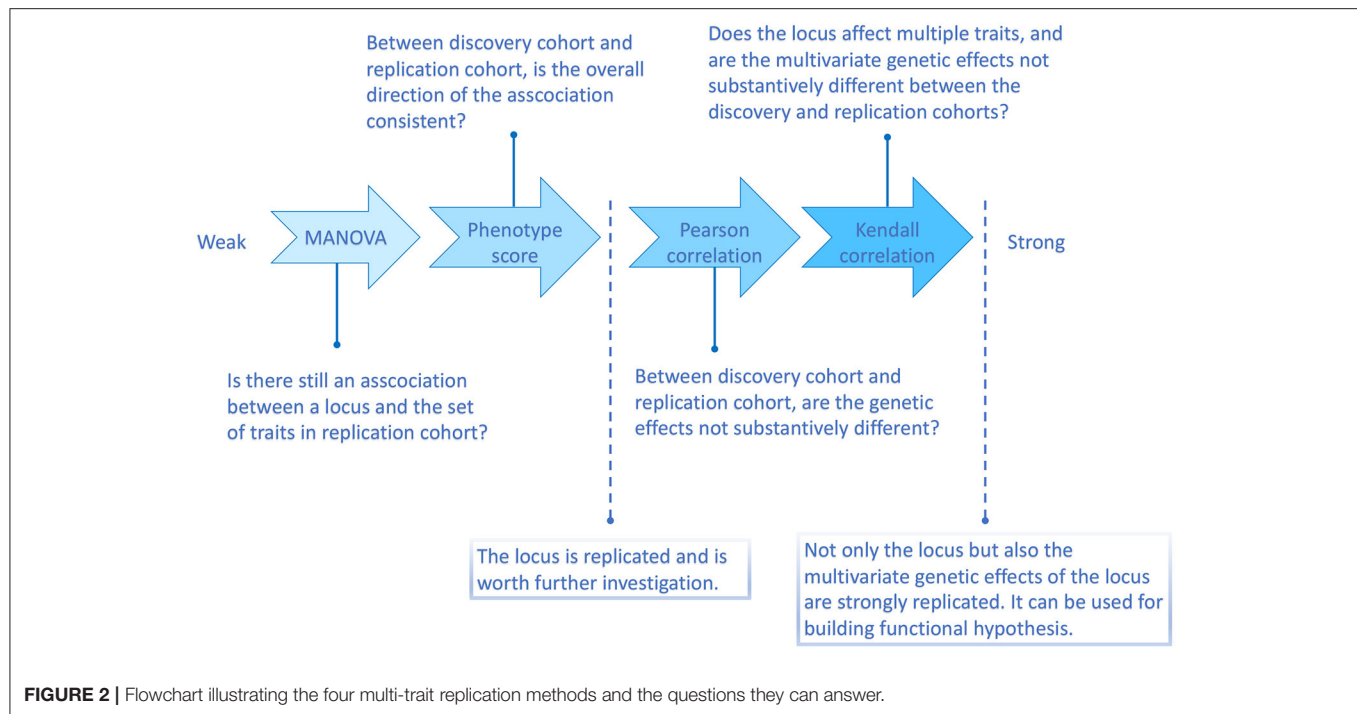 Between discovery cohort and
replication cohort, is the overall
direction of the asscociation
consistent?
Does the locus affect multiple traits, and
are the multivariate genetic effects not
substantively different between the
discovery and replication cohorts?
Weak
MANOVA
Phenotype
score
Pearson
correlation
Kendall
correlation
Strong
Is there still an asscociation
between a locus and the set
of traits in replication cohort?
Between discovery cohort and
replication cohort, are the genetic
effects not substantively different?
The locus is replicated and is
worth further investigation.
Not only the locus but also the
multivariate genetic effects of the locus
are strongly replicated. It can be used for
building functional hypothesis.
FIGURE 2 | Flowchart illustrating the four multi-trait replication methods and the questions they can answer.